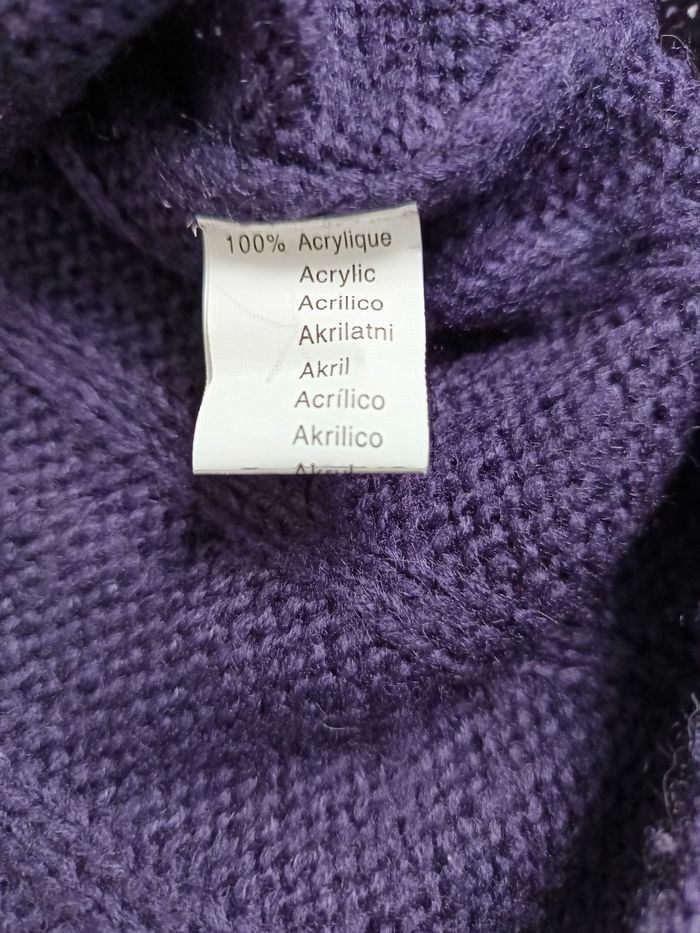 100% Acrylique
Acrylic
Acrilico
Akrilatni
Akril
Acrílico
Akrilico